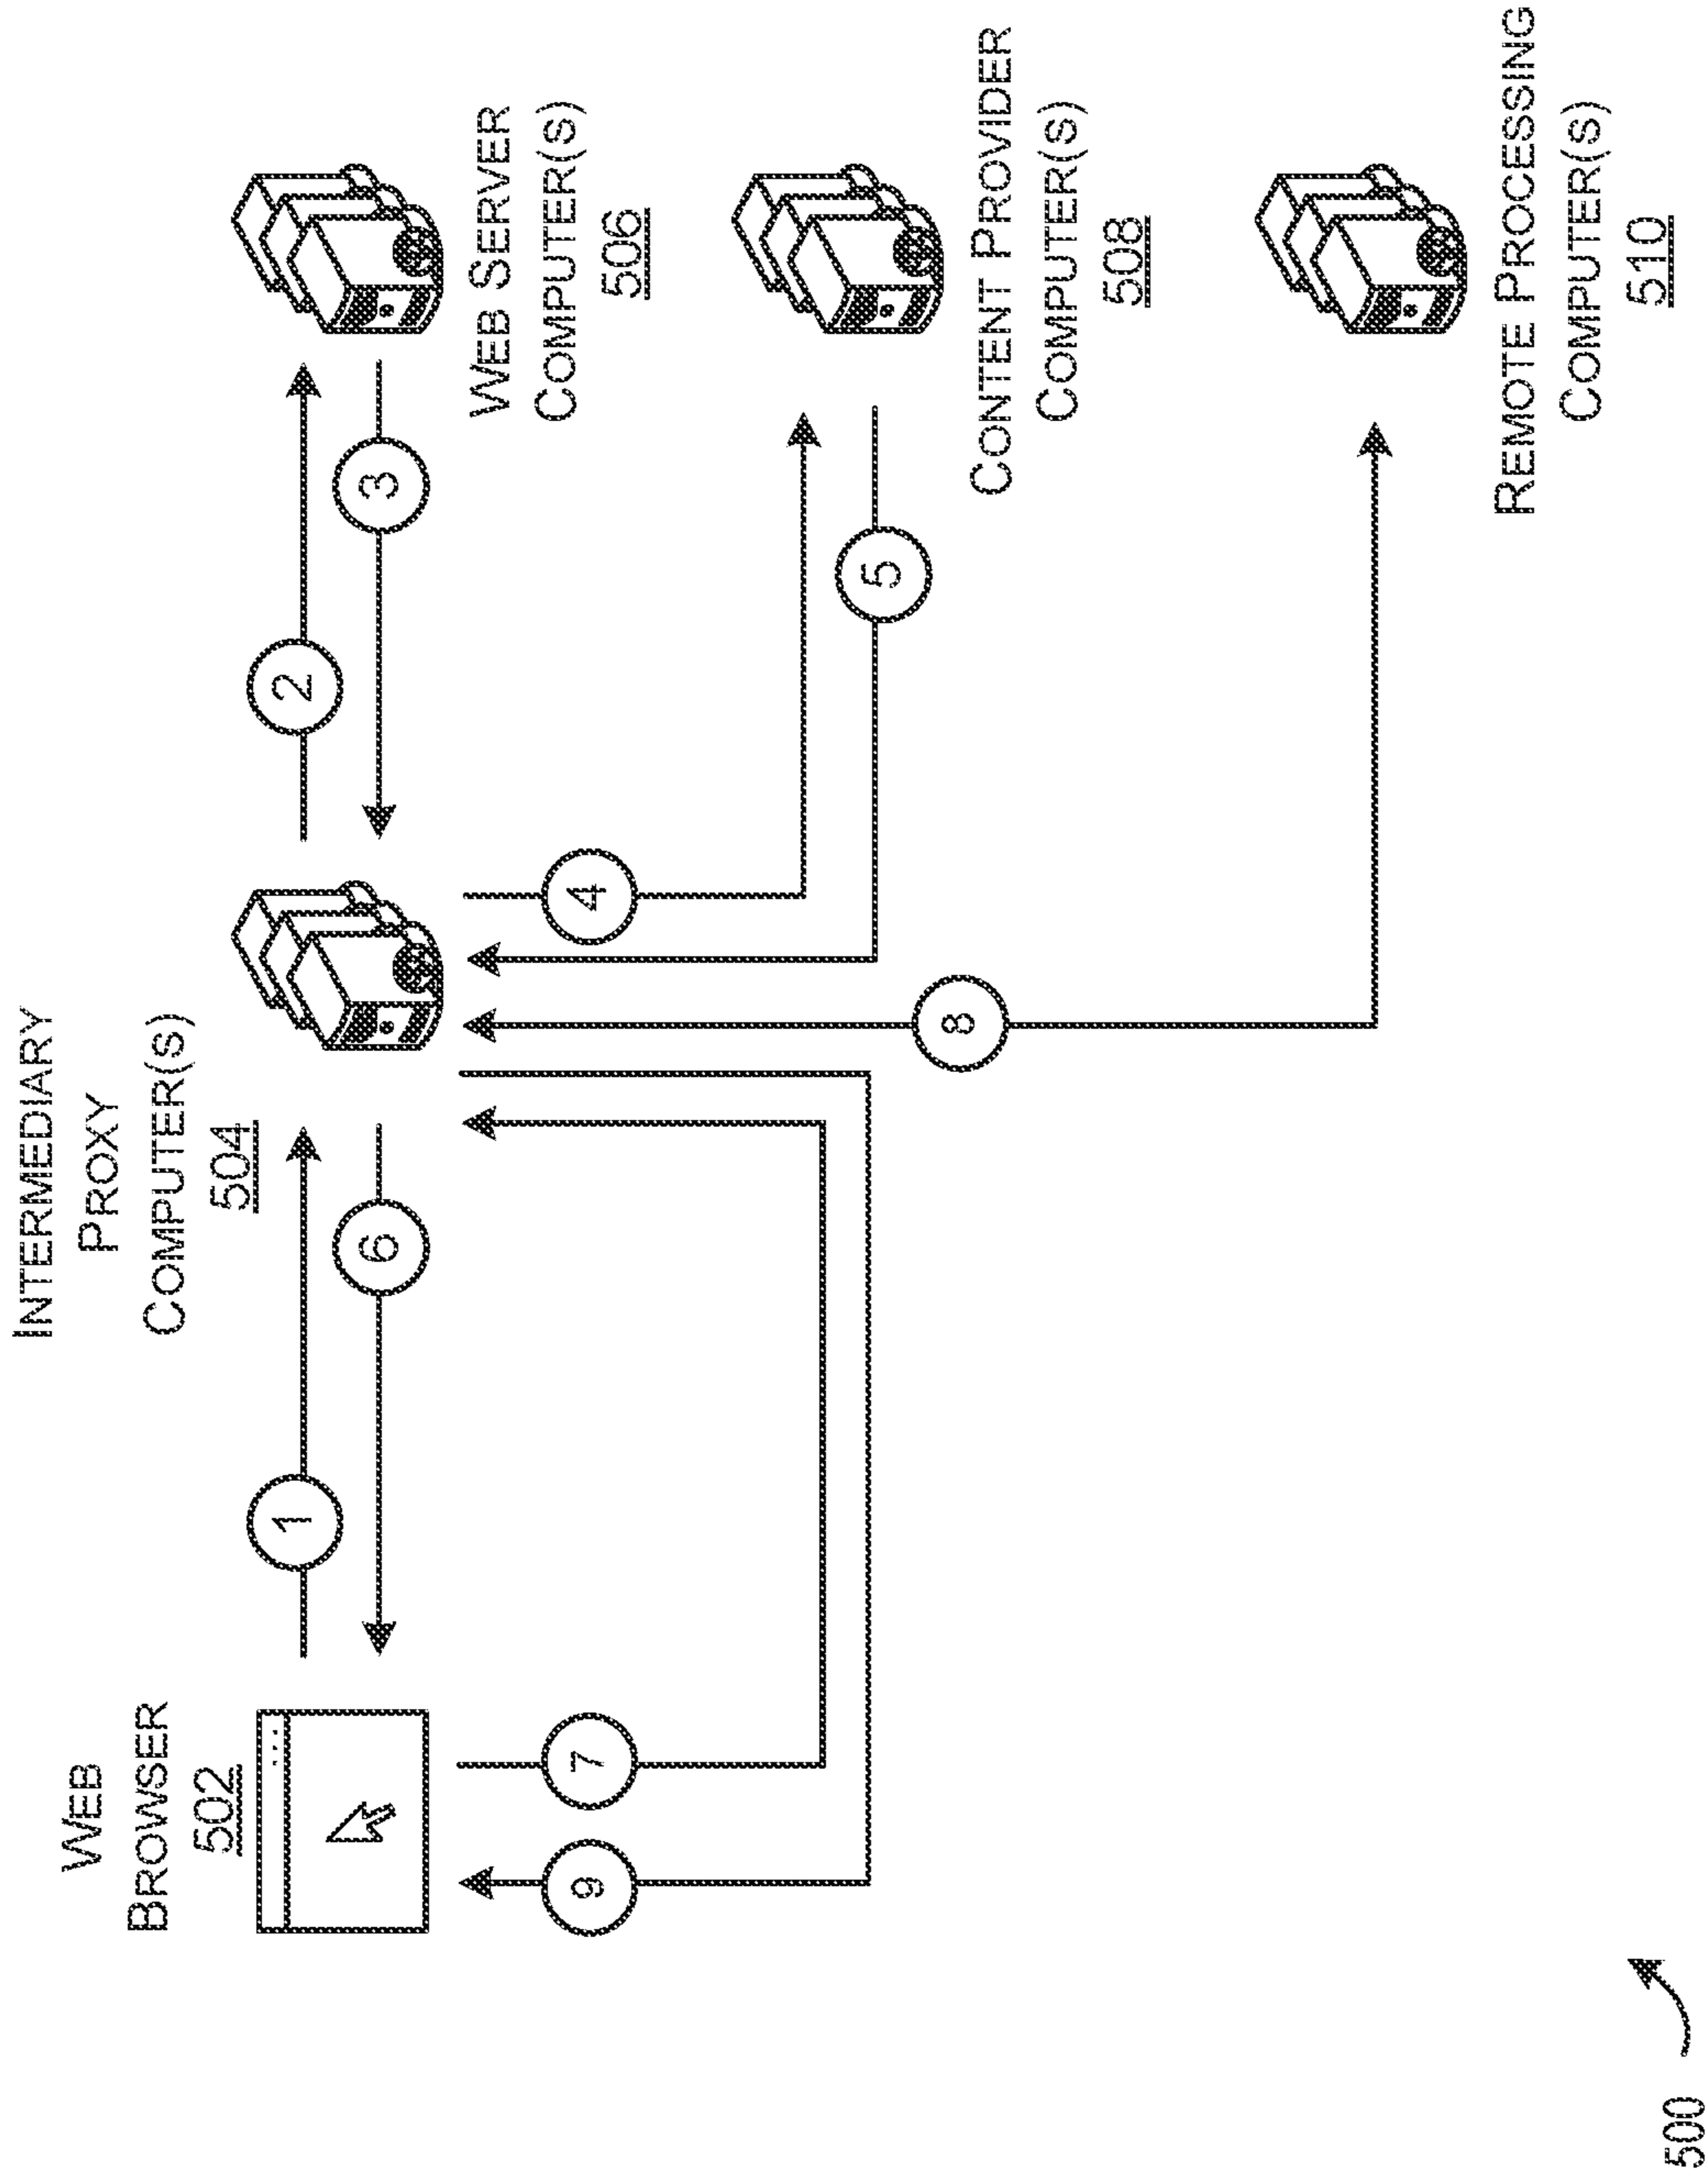 WEB
BROWSER
502
INTERMEDIARY
PROXY
COMPUTER(S)
504
1
6
2
3
WEB SERVER
COMPUTER(S)
506
9
7
4
5
CONTENT PROVIDER
COMPUTER(S)
508
8
REMOTE PROCESSING
COMPUTER(S)
510
500